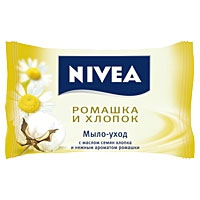 NIVEA
РОМАШКА
И ХЛОПОК
Мыло-уход
с маслом семян хлопка
и нежным ароматом ромашки